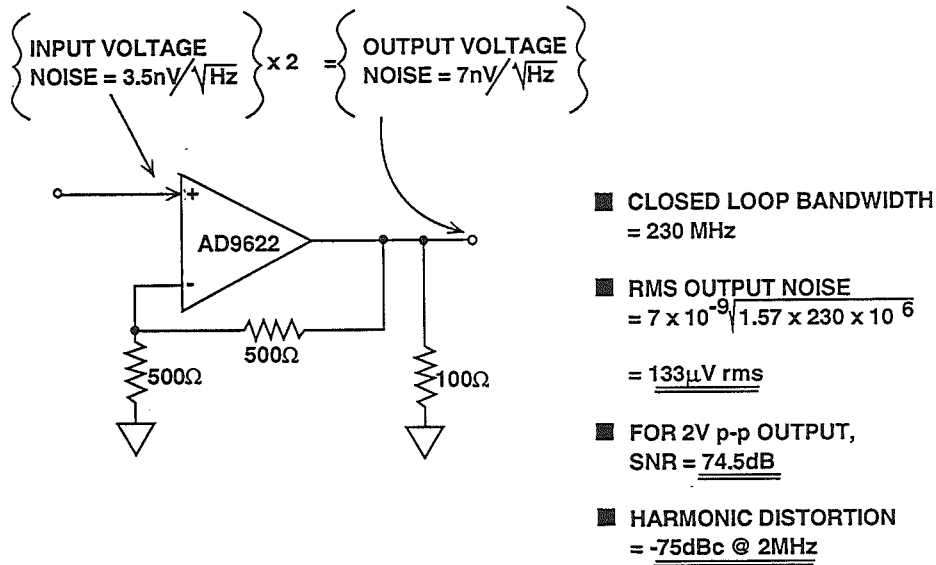 INPUT VOLTAGE
NOISE = 3.5nV/√Hz
x 2 =
OUTPUT VOLTAGE
NOISE = 7nV/√Hz
+
AD9622
-
500Ω
500Ω
100Ω
CLOSED LOOP BANDWIDTH
= 230 MHz
RMS OUTPUT NOISE
= 7 x 10⁻⁹√1.57 x 230 x 10⁶
= 133μV rms
FOR 2V p-p OUTPUT,
SNR = 74.5dB
HARMONIC DISTORTION
= -75dBc @ 2MHz